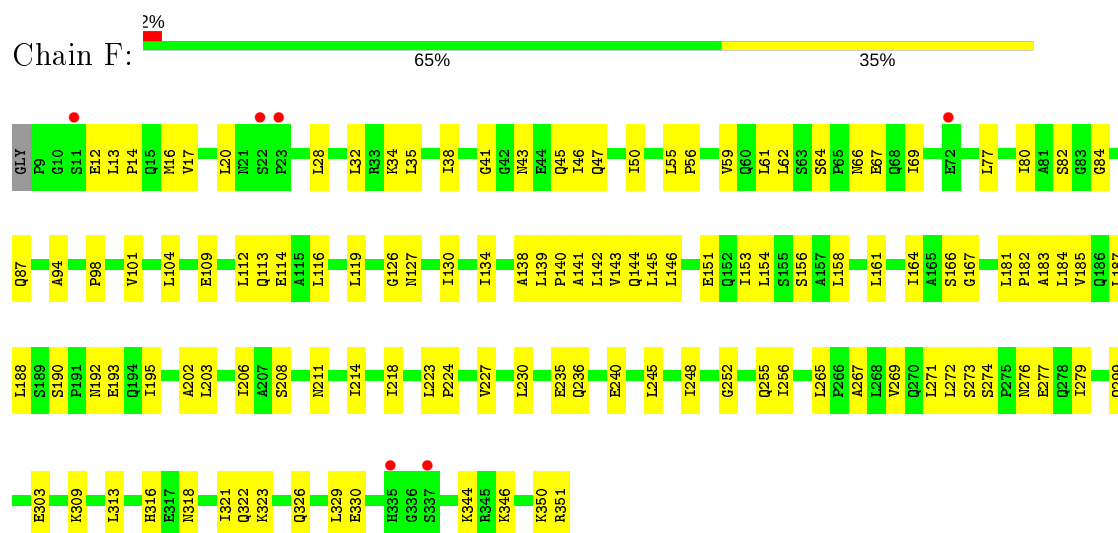 2%
Chain F:
65% 35%
GLY P9 G10 S11 E12 L13 P14 Q15 M16 V17 L20 N21 S22 P23 L28 L32 R33 K34 L35 I38 G41 G42 N43 E44 Q45 I46 Q47 I50 L55 P56 V59 Q60 L61 L62 S63 S64 P65 N66 E67 Q68 I69 E72 L77 I80 A81 S82 G83 G84
Q87 A94 P98 V101 L104 E109 L112 Q113 E114 A115 L116 L119 G126 N127 I130 I134 A138 L139 P140 A141 L142 V143 Q144 L145 L146 E151 Q152 I153 L154 S155 S156 A157 L158 L161 I164 A165 S166 G167 L181 P182 A183 L184 V185 Q186 L187
L188 S189 S190 P191 N192 E193 Q194 I195 A202 L203 I206 A207 S208 N211 I214 I218 L223 P224 V227 L230 E235 Q236 E240 L245 I248 G252 Q255 I256 L265 P266 A267 L268 V269 Q270 L271 L272 S273 S274 P275 N276 E277 Q278 I279
E303 K309 L313 H316 E317 N318 I321 Q322 K323 Q326 L329 E330 H335 G336 S337 K344 R345 K346 K350 R351